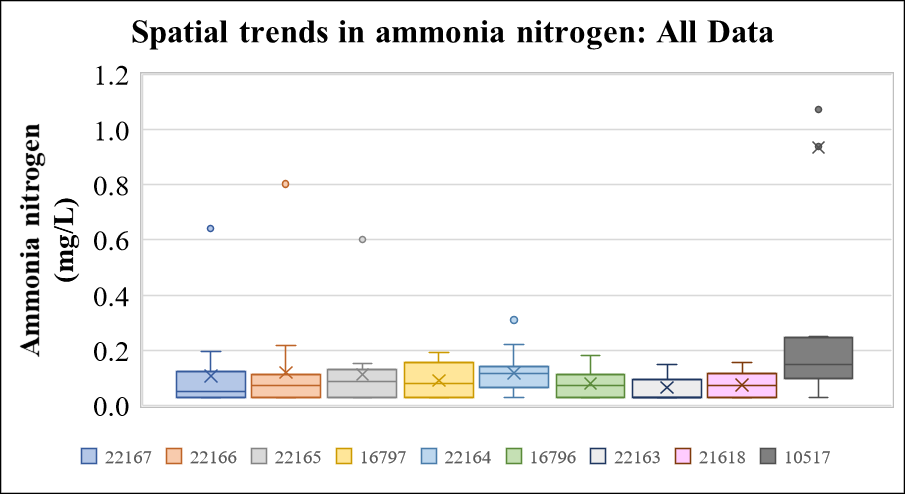 Spatial trends in ammonia nitrogen: All Data
Ammonia nitrogen
(mg/L)
1.2
1.0
0.8
0.6
0.4
0.2
0.0
22167 22166 22165 16797 22164 16796 22163 21618 10517